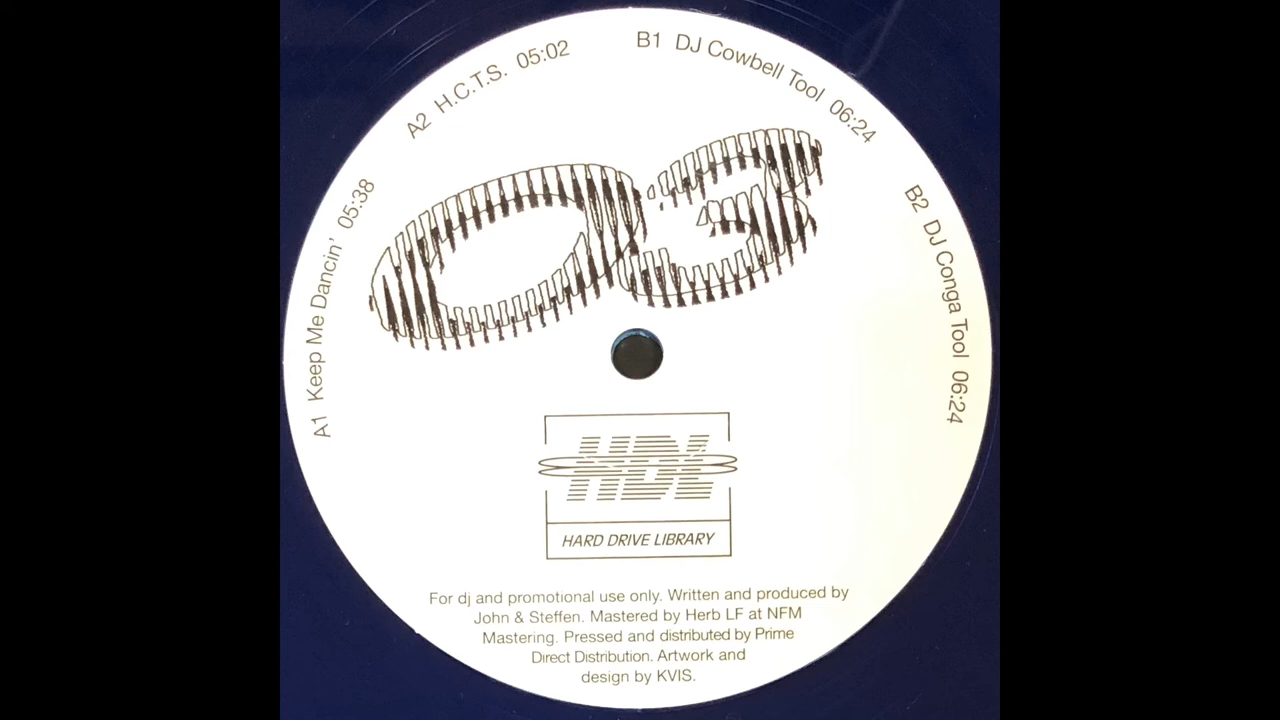 A1 Keep Me Dancin' 05:38
A2 H.C.T.S. 05:02
B1 DJ Cowbell Tool 06:24
B2 DJ Conga Tool 06:24
03
HDL
HARD DRIVE LIBRARY
For dj and promotional use only. Written and produced by
John & Steffen. Mastered by Herb LF at NFM
Mastering. Pressed and distributed by Prime
Direct Distribution. Artwork and
design by KVIS.